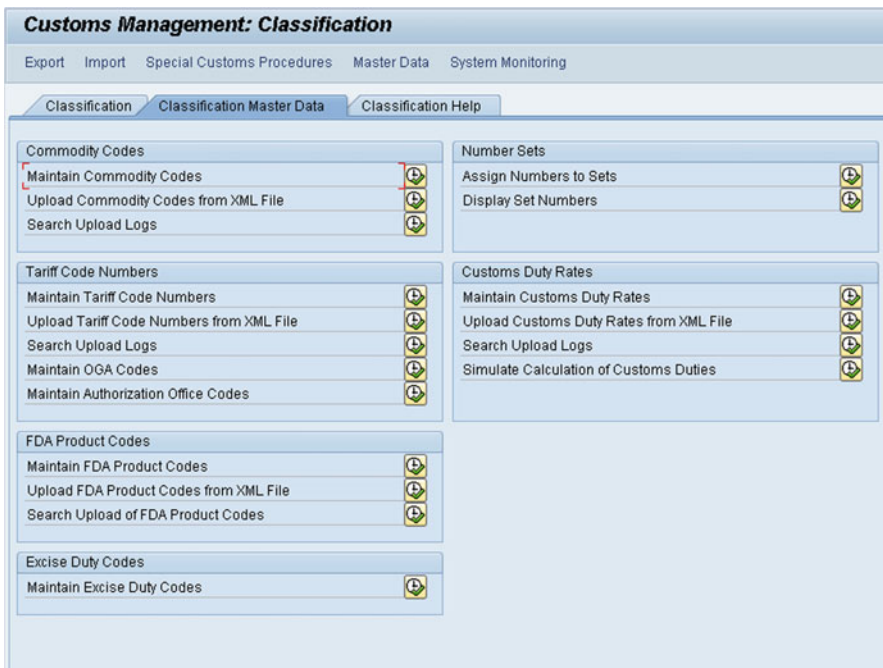 Customs Management: Classification
Export Import Special Customs Procedures Master Data System Monitoring
Classification Classification Master Data Classification Help
Commodity Codes
Maintain Commodity Codes
Upload Commodity Codes from XML File
Search Upload Logs
Tariff Code Numbers
Maintain Tariff Code Numbers
Upload Tariff Code Numbers from XML File
Search Upload Logs
Maintain OGA Codes
Maintain Authorization Office Codes
FDA Product Codes
Maintain FDA Product Codes
Upload FDA Product Codes from XML File
Search Upload of FDA Product Codes
Excise Duty Codes
Maintain Excise Duty Codes
Number Sets
Assign Numbers to Sets
Display Set Numbers
Customs Duty Rates
Maintain Customs Duty Rates
Upload Customs Duty Rates from XML File
Search Upload Logs
Simulate Calculation of Customs Duties